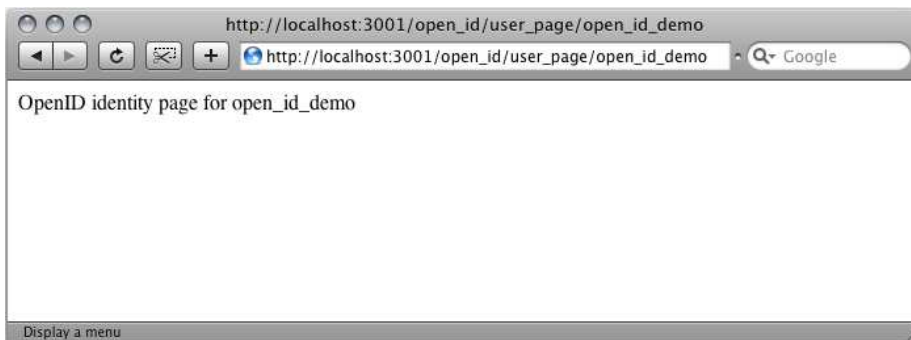 http://localhost:3001/open_id/user_page/open_id_demo
http://localhost:3001/open_id/user_page/open_id_demo
Google
OpenID identity page for open_id_demo
Display a menu